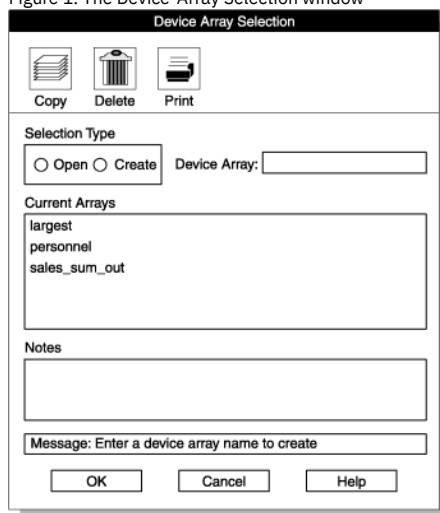 Figure 1. The Device Array Selection window
Device Array Selection
Copy Delete Print
Selection Type
Open Create Device Array:
Current Arrays
largest
personnel
sales_sum_out
Notes
Message: Enter a device array name to create
OK Cancel Help